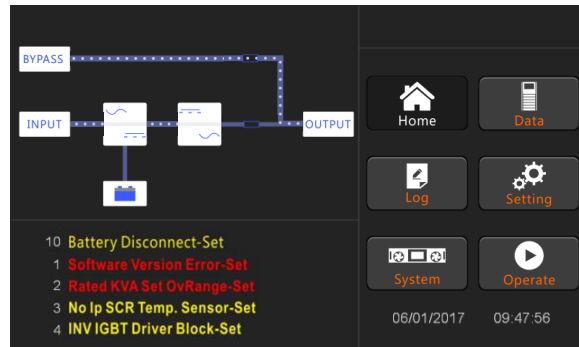 BYPASS
INPUT
OUTPUT
10 Battery Disconnect-Set
1 Software Version Error-Set
2 Rated KVA Set OvRange-Set
3 No Ip SCR Temp. Sensor-Set
4 INV IGBT Driver Block-Set
Home
Data
Log
Setting
System
Operate
06/01/2017 09:47:56